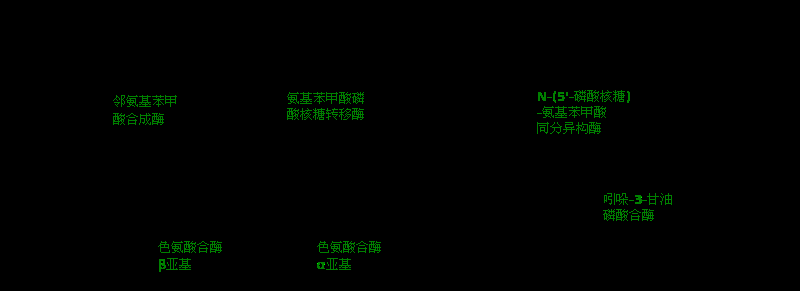 邻氨基苯甲
酸合成酶
氨基苯甲酸磷
酸核糖转移酶
N-(5'-磷酸核糖)
-氨基苯甲酸
同分异构酶
吲哚-3-甘油
磷酸合酶
色氨酸合酶
β亚基
色氨酸合酶
α亚基